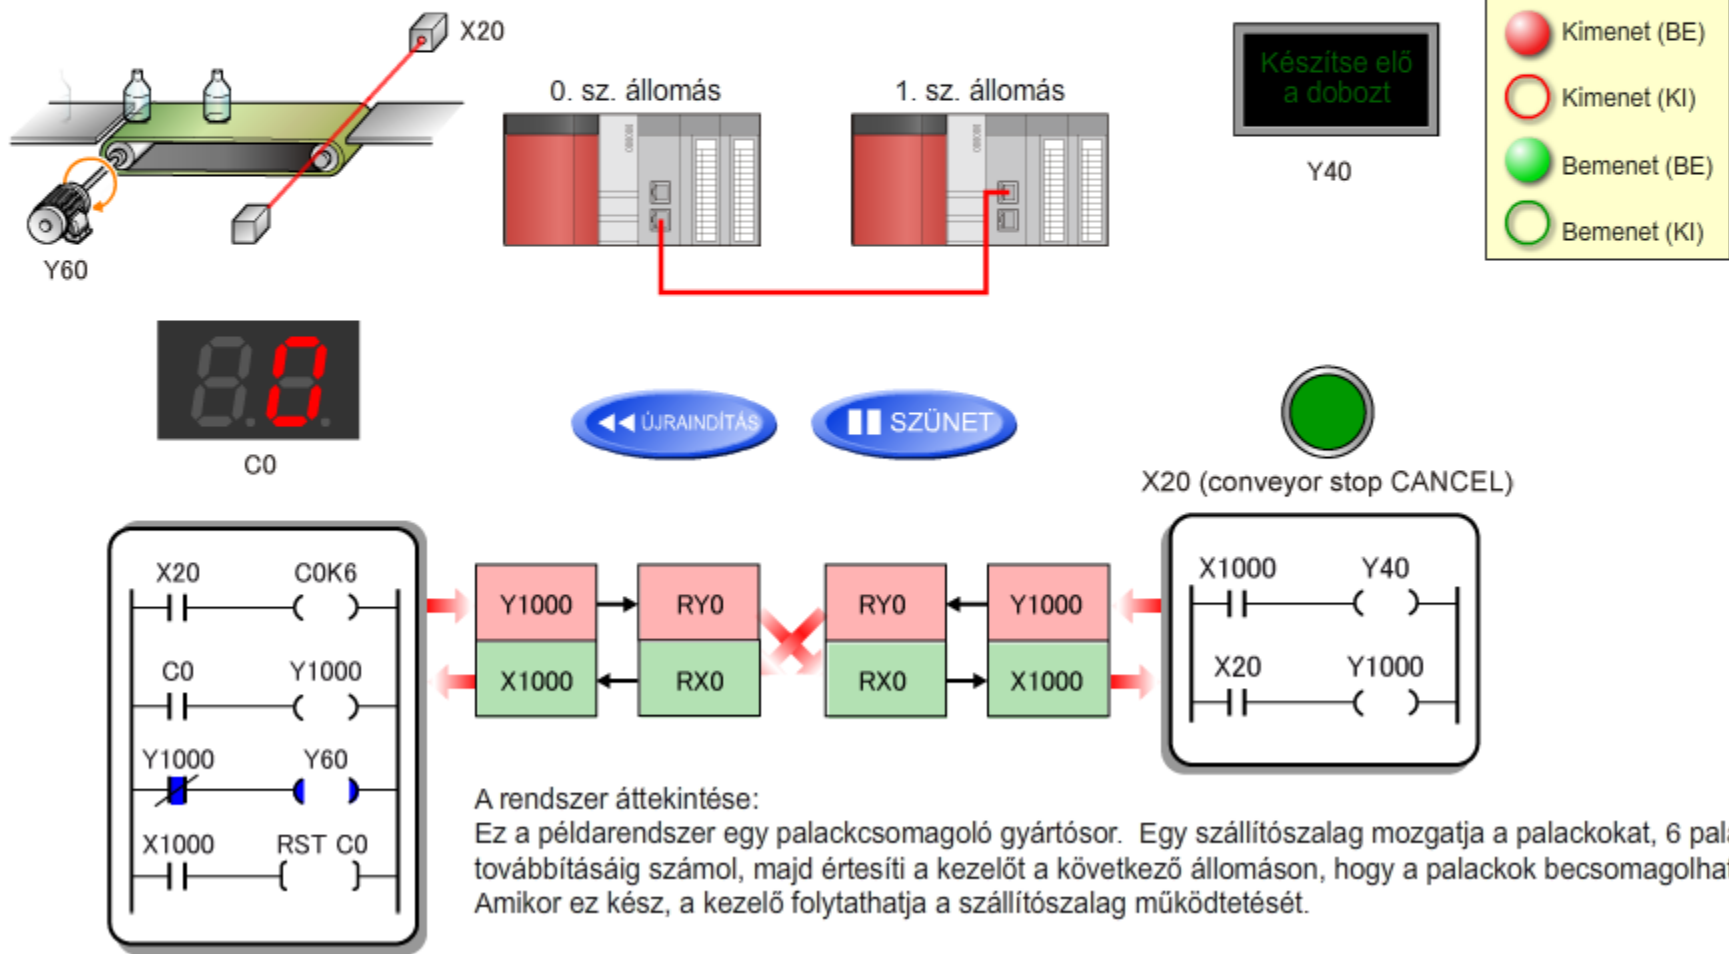 X20
Y60
0. sz. állomás
1. sz. állomás
Készítse elő
a dobozt
Y40
Kimenet (BE)
Kimenet (KI)
Bemenet (BE)
Bemenet (KI)
C0
ÚJRAINDÍTÁS
SZÜNET
X20 (conveyor stop CANCEL)
X20 C0K6
C0 Y1000
Y1000 Y60
X1000 RST C0
Y1000 RY0 RY0 Y1000
X1000 RX0 RX0 X1000
X1000 Y40
X20 Y1000
A rendszer áttekintése:
Ez a példarendszer egy palackcsomagoló gyártósor. Egy szállítószalag mozgatja a palackokat, 6
továbbításáig számol, majd értesíti a kezelőt a következő állomáson, hogy a palackok
Amikor ez kész, a kezelő folytathatja a szállítószalag működtetését.